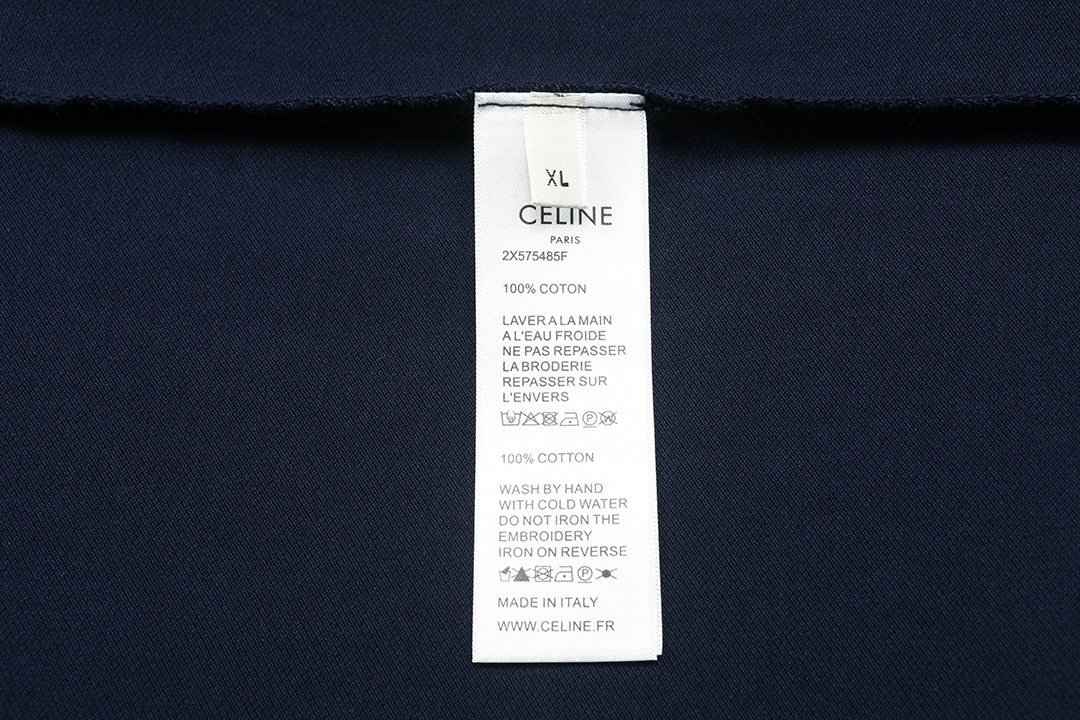 XL
CELINE
PARIS
2X575485F
100% COTON
LAVER A LA MAIN
A L'EAU FROIDE
NE PAS REPASSER
LA BRODERIE
REPASSER SUR
L'ENVERS
100% COTTON
WASH BY HAND
WITH COLD WATER
DO NOT IRON THE
EMBROIDERY
IRON ON REVERSE
MADE IN ITALY
WWW.CELINE.FR